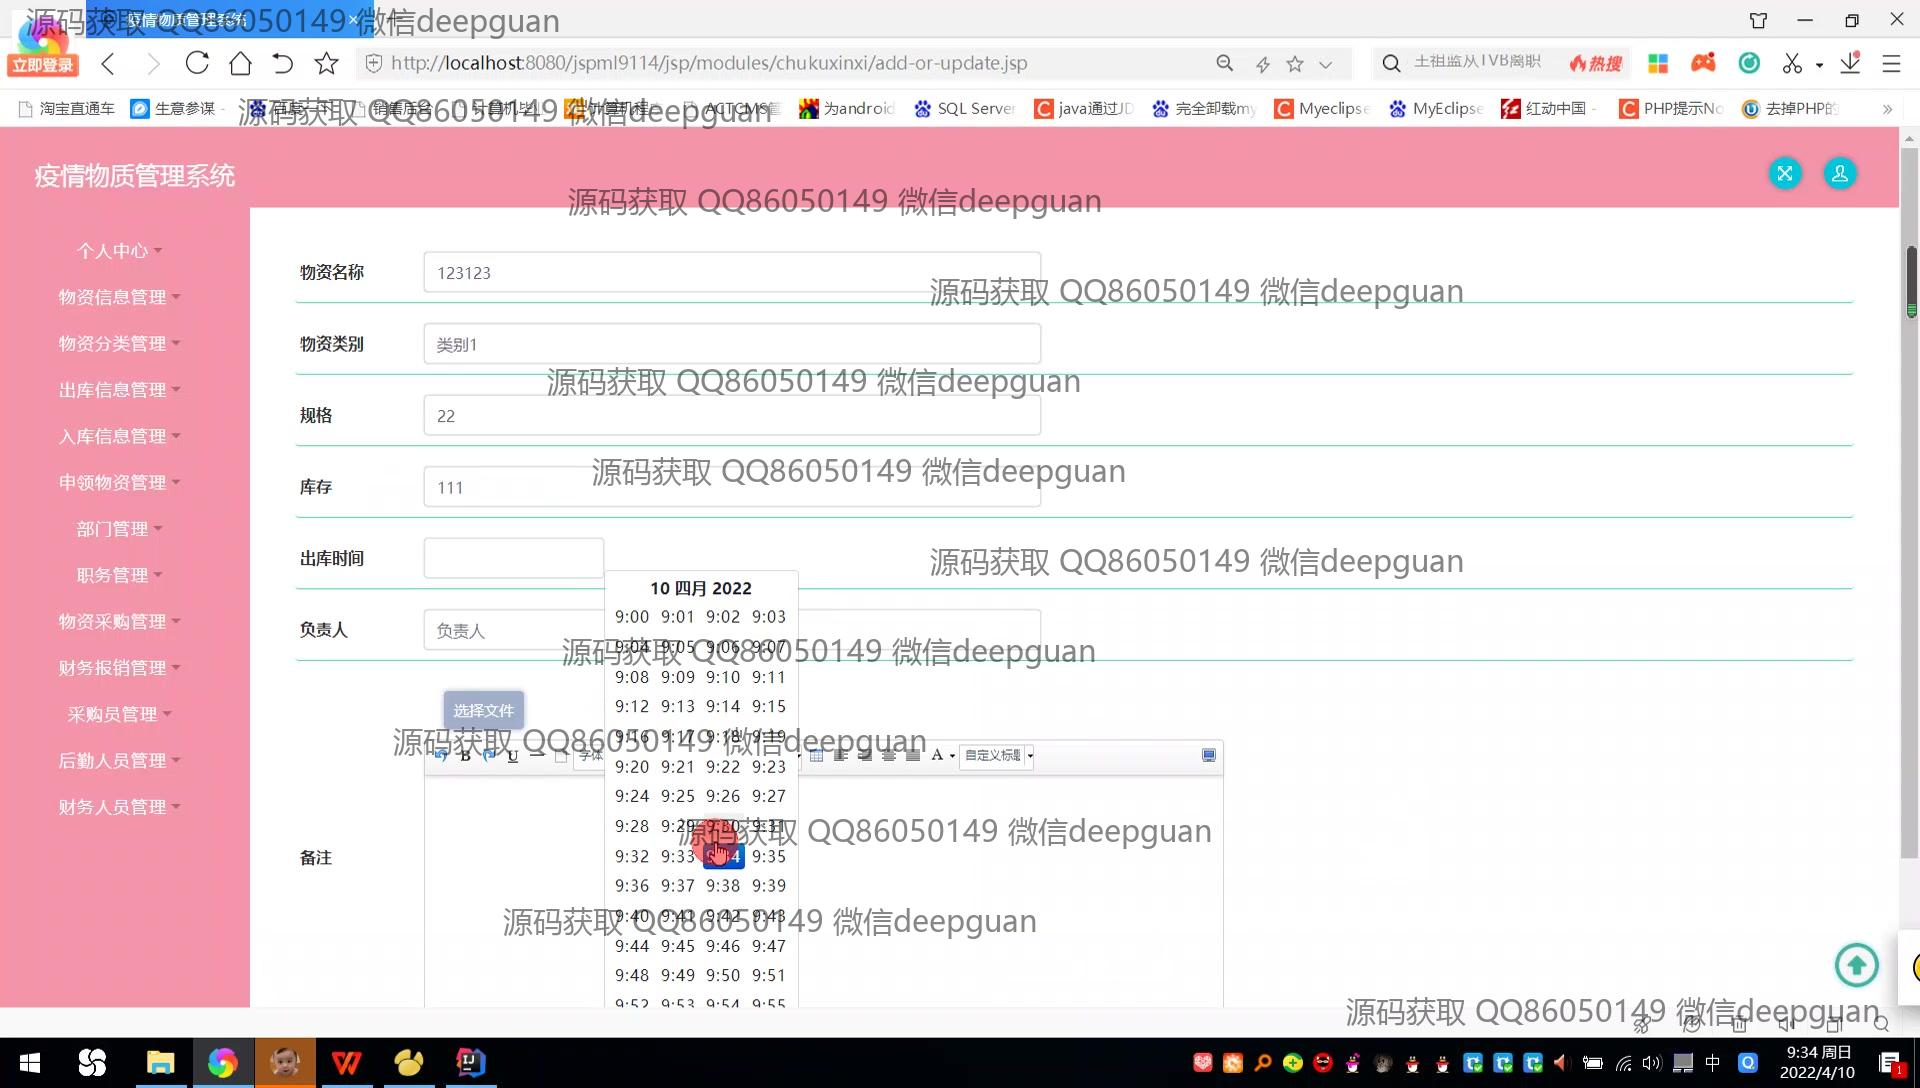 源码获取 QQ86050149 微信deepguan
疫情物质管理系统
立即登录
http://localhost:8080/jspml9114/jsp/modules/chukuxinxi/add-or-update.jsp
王祖蓝从TVB离职
热搜
淘宝直通车 生意参谋 ACTCMS 为android SQL Server java通过JD 完全卸载my Myeclips MyEclipse 红动中国 - PHP提示No 去掉PHP的
源码获取 QQ86050149 微信deepguan
疫情物质管理系统
源码获取 QQ86050149 微信deepguan
个人中心
物资信息管理
物资分类管理
出库信息管理
入库信息管理
申领物资管理
部门管理
职务管理
物资采购管理
财务报销管理
采购员管理
后勤人员管理
财务人员管理
物资名称 123123
源码获取 QQ86050149 微信deepguan
物资类别 类别1
源码获取 QQ86050149 微信deepguan
规格 22
源码获取 QQ86050149 微信deepguan
库存 111
出库时间
源码获取 QQ86050149 微信deepguan
10 四月 2022
9:00 9:01 9:02 9:03
负责人 负责人
9:04 9:05 9:06 9:07
源码获取 QQ86050149 微信deepguan
9:08 9:09 9:10 9:11
选择文件
9:12 9:13 9:14 9:15
9:16 9:17 9:18 9:19
源码获取 QQ86050149 微信deepguan
B U 字体 A 自定义标题
9:20 9:21 9:22 9:23
9:24 9:25 9:26 9:27
9:28 9:29 9:30 9:31
源码获取 QQ86050149 微信deepguan
备注
9:32 9:33 9:34 9:35
9:36 9:37 9:38 9:39
9:40 9:41 9:42 9:43
源码获取 QQ86050149 微信deepguan
9:44 9:45 9:46 9:47
9:48 9:49 9:50 9:51
9:52 9:53 9:54 9:55
源码获取 QQ86050149 微信deepguan
中
9:34 周日
2022/4/10
1